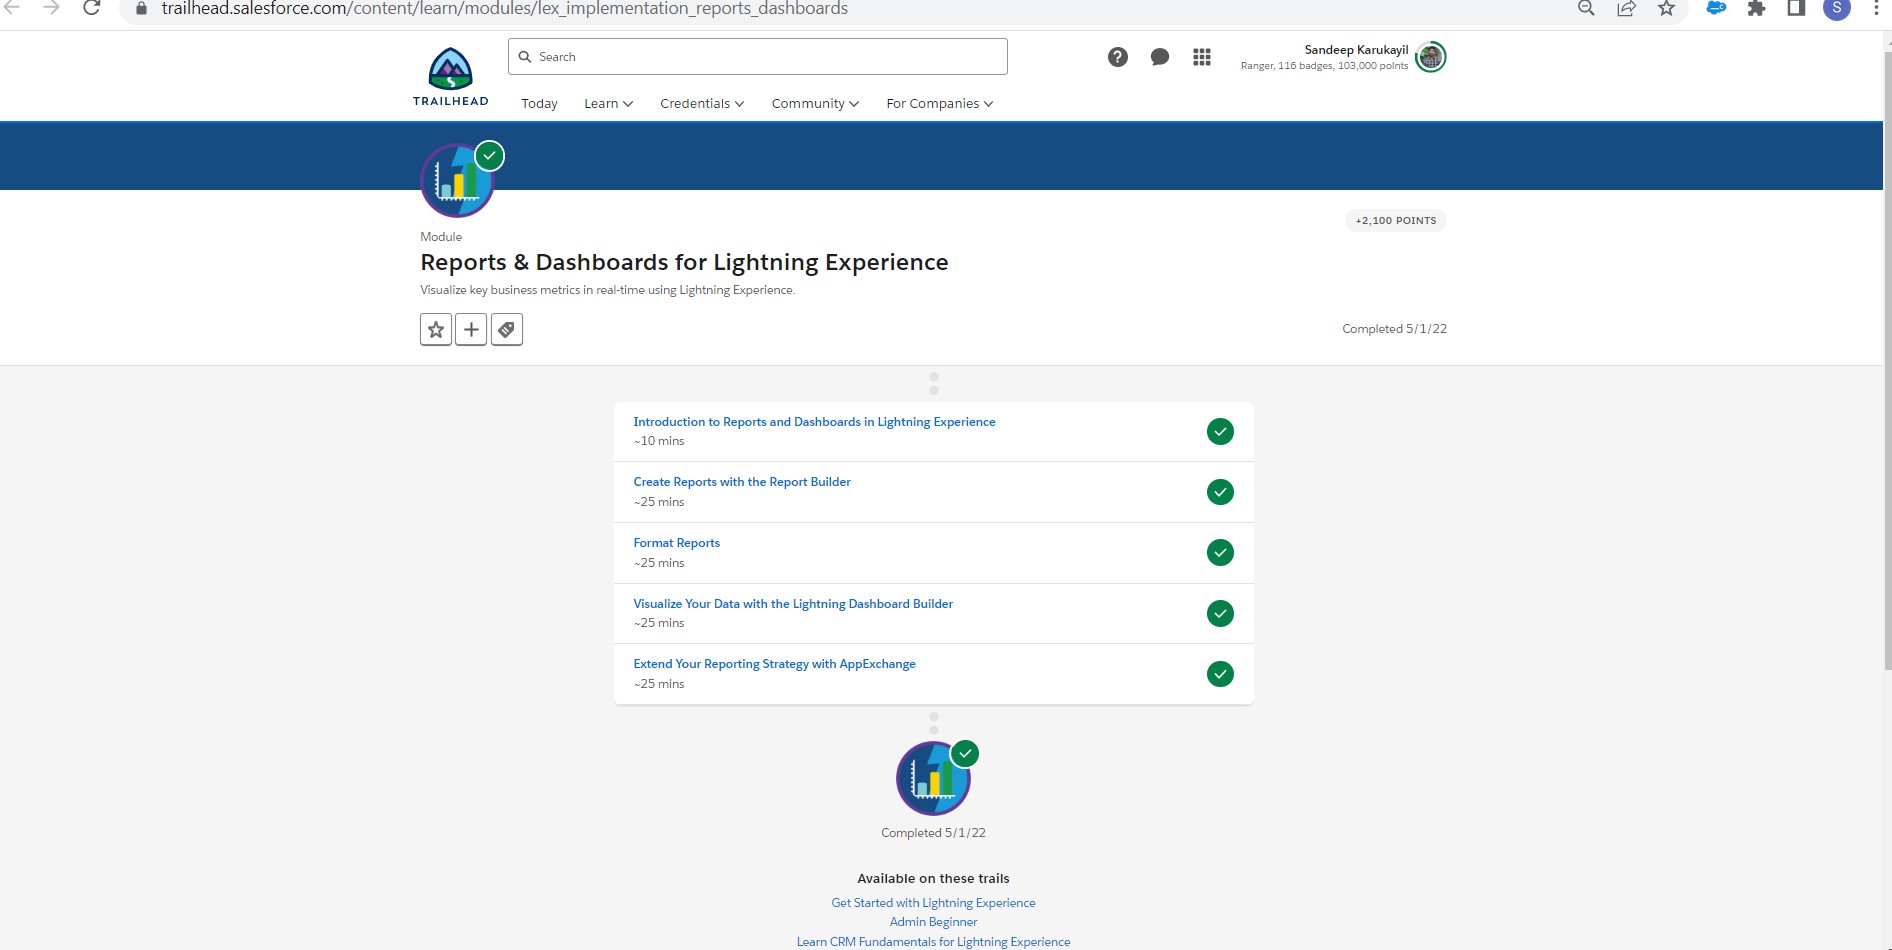 trailhead.salesforce.com/content/learn/modules/lex_implementation_reports_dashboards
S
TRAILHEAD
Search
Sandeep Karukayil
Ranger, 116 badges, 103,000 points
Today
Learn
Credentials
Community
For Companies
+2,100 POINTS
Module
Reports & Dashboards for Lightning Experience
Visualize key business metrics in real-time using Lightning Experience.
Completed 5/1/22
Introduction to Reports and Dashboards in Lightning Experience
~10 mins
Create Reports with the Report Builder
~25 mins
Format Reports
~25 mins
Visualize Your Data with the Lightning Dashboard Builder
~25 mins
Extend Your Reporting Strategy with AppExchange
~25 mins
Completed 5/1/22
Available on these trails
Get Started with Lightning Experience
Admin Beginner
Learn CRM Fundamentals for Lightning Experience